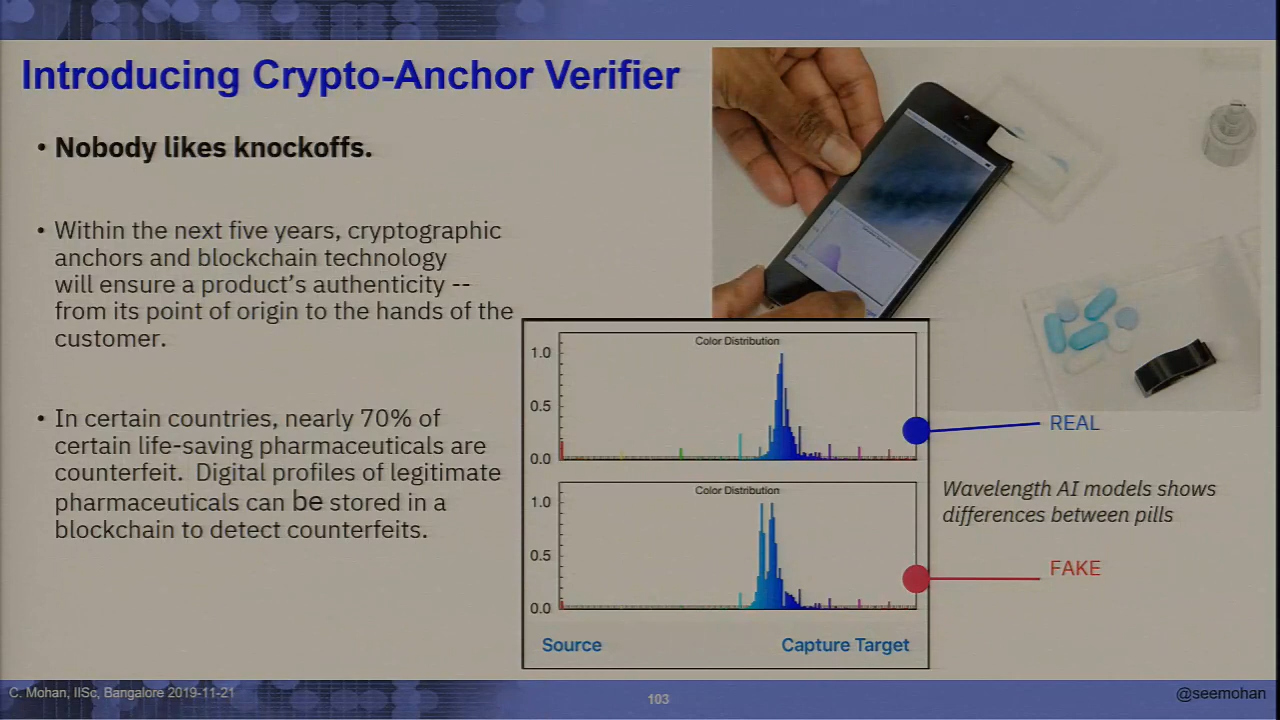 Introducing Crypto-Anchor Verifier
• Nobody likes knockoffs.
• Within the next five years, cryptographic
anchors and blockchain technology
will ensure a product's authenticity --
from its point of origin to the hands of the
customer.
• In certain countries, nearly 70% of
certain life-saving pharmaceuticals are
counterfeit. Digital profiles of legitimate
pharmaceuticals can be stored in a
blockchain to detect counterfeits.
Color Distribution
1.0
0.5
0.0
REAL
Wavelength AI models shows
differences between pills
Color Distribution
1.0
0.5
0.0
FAKE
Source
Capture Target
C. Mohan, IISc, Bangalore 2019-11-21
103
@seemohan